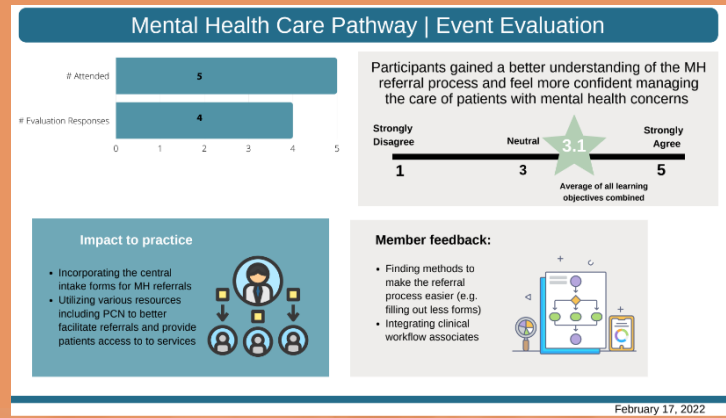 Mental Health Care Pathway | Event Evaluation
# Attended
5
# Evaluation Responses
4
0 1 2 3 4 5
Participants gained a better understanding of the MH
referral process and feel more confident managing
the care of patients with mental health concerns
Strongly
Disagree
Neutral
3.1
Strongly
Agree
1 3 5
Average of all learning
objectives combined
Impact to practice
• Incorporating the central
intake forms for MH referrals
• Utilizing various resources
including PCN to better
facilitate referrals and provide
patients access to to services
Member feedback:
• Finding methods to
make the referral
process easier (e.g.
filling out less forms)
• Integrating clinical
workflow associates
February 17, 2022